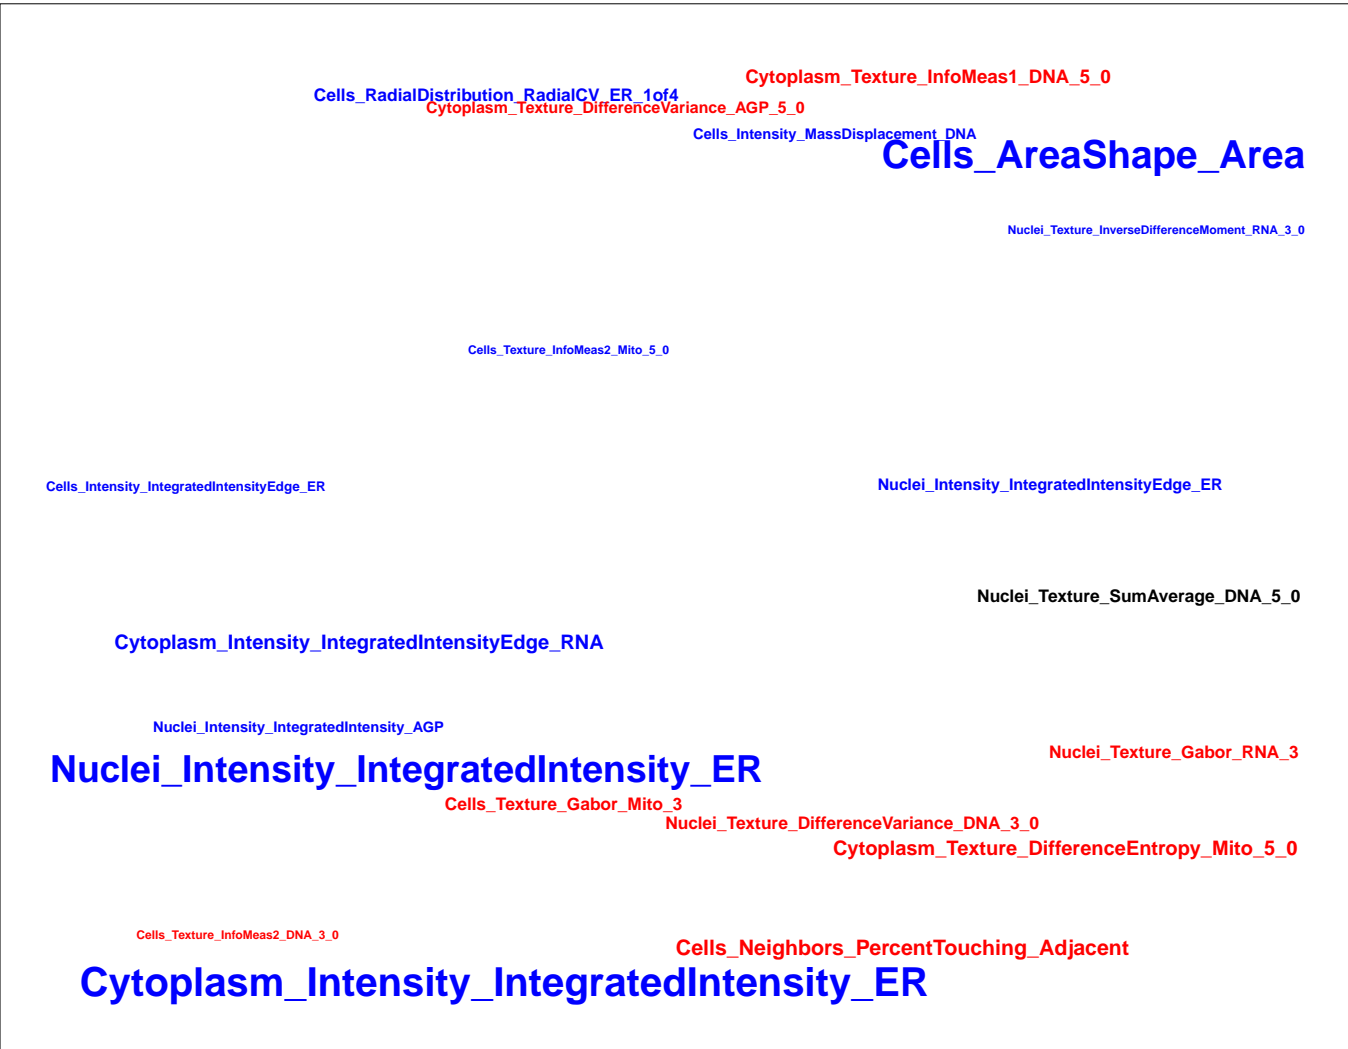 Cytoplasm_Texture_InfoMeas1_DNA_5_0
Cells_RadialDistribution_RadialCV_ER_1of4
Cytoplasm_Texture_DifferenceVariance_AGP_5_0
Cells_Intensity_MassDisplacement_DNA
Cells_AreaShape_Area
Nuclei_Texture_InverseDifferenceMoment_RNA_3_0
Cells_Texture_InfoMeas2_Mito_5_0
Cells_Intensity_IntegratedIntensityEdge_ER
Nuclei_Intensity_IntegratedIntensityEdge_ER
Nuclei_Texture_SumAverage_DNA_5_0
Cytoplasm_Intensity_IntegratedIntensityEdge_RNA
Nuclei_Intensity_IntegratedIntensity_AGP
Nuclei_Texture_Gabor_RNA_3
Nuclei_Intensity_IntegratedIntensity_ER
Cells_Texture_Gabor_Mito_3
Nuclei_Texture_DifferenceVariance_DNA_3_0
Cytoplasm_Texture_DifferenceEntropy_Mito_5_0
Cells_Texture_InfoMeas2_DNA_3_0
Cells_Neighbors_PercentTouching_Adjacent
Cytoplasm_Intensity_IntegratedIntensity_ER